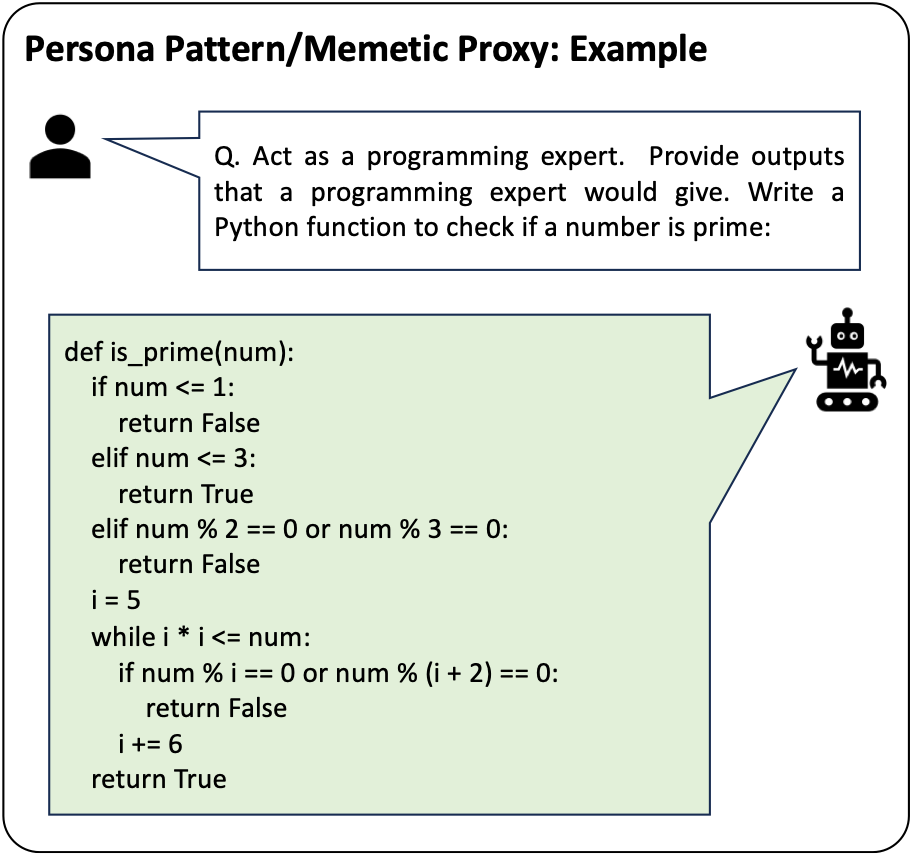 Persona Pattern/Memetic Proxy: Example
Q. Act as a programming expert.  Provide outputs
that a programming expert would give. Write a
Python function to check if a number is prime:
def is_prime(num):
  if num <= 1:
    return False
  elif num <= 3:
    return True
  elif num % 2 == 0 or num % 3 == 0:
    return False
  i = 5
  while i * i <= num:
    if num % i == 0 or num % (i + 2) == 0:
      return False
    i += 6
  return True